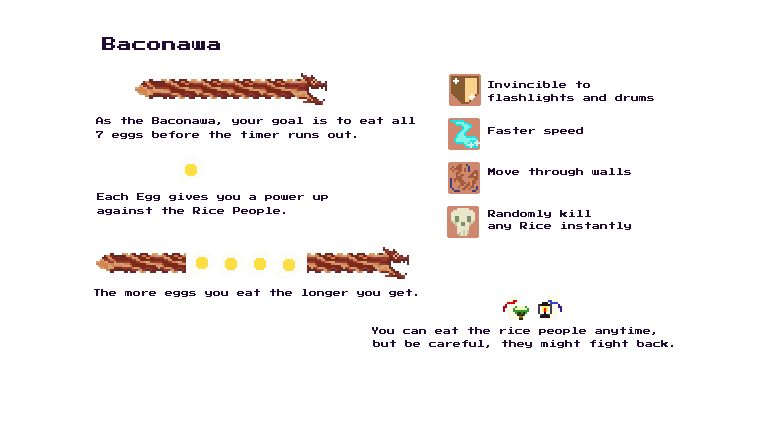 Baconawa
As the Baconawa, your goal is to eat all
7 eggs before the timer runs out.
Each Egg gives you a power up
against the Rice People.
The more eggs you eat the longer you get.
Invincible to
flashlights and drums
Faster speed
Move through walls
Randomly kill
any Rice instantly
You can eat the rice people anytime,
but be careful, they might fight back.